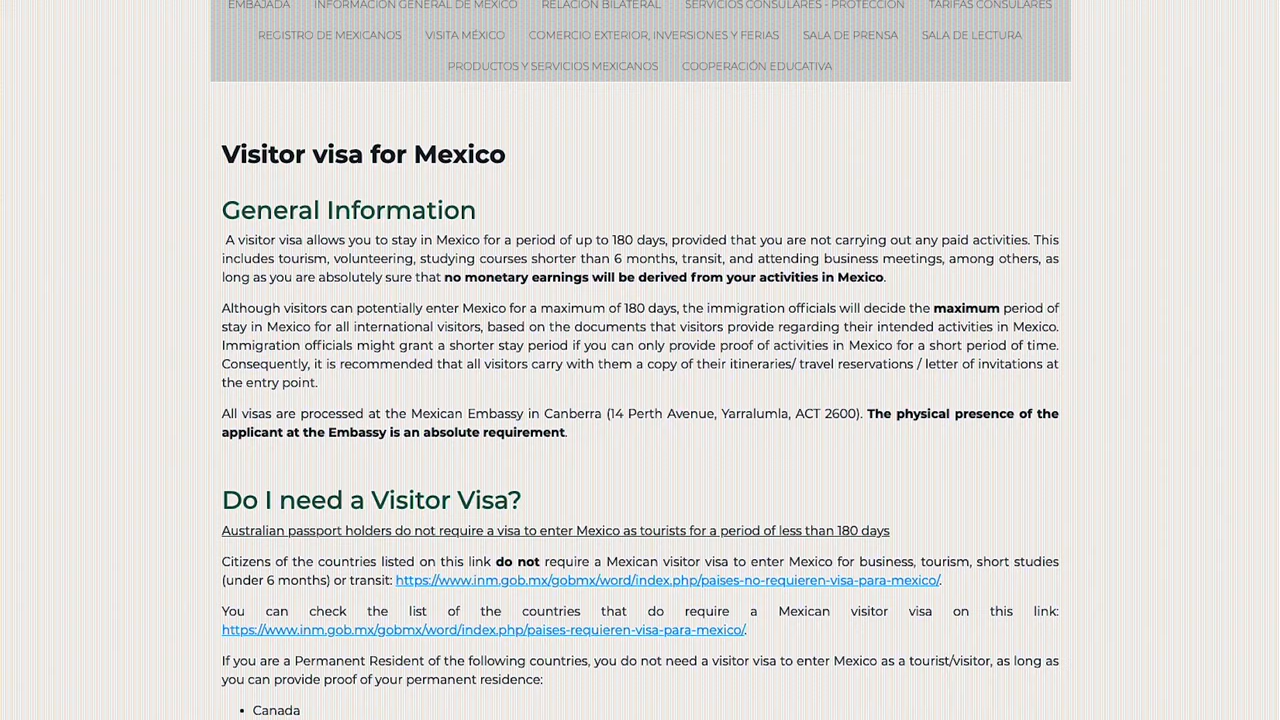 EMBAJADA INFORMACIÓN GENERAL DE MÉXICO RELACIÓN BILATERAL SERVICIOS CONSULARES - PROTECCIÓN TARIFAS CONSULARES
REGISTRO DE MEXICANOS VISITA MÉXICO COMERCIO EXTERIOR, INVERSIONES Y FERIAS SALA DE PRENSA SALA DE LECTURA
PRODUCTOS Y SERVICIOS MEXICANOS COOPERACIÓN EDUCATIVA
Visitor visa for Mexico
General Information
A visitor visa allows you to stay in Mexico for a period of up to 180 days, provided that you are not carrying out any paid activities. This
includes tourism, volunteering, studying courses shorter than 6 months, transit, and attending business meetings, among others, as
long as you are absolutely sure that no monetary earnings will be derived from your activities in Mexico.
Although visitors can potentially enter Mexico for a maximum of 180 days, the immigration officials will decide the maximum period of
stay in Mexico for all international visitors, based on the documents that visitors provide regarding their intended activities in Mexico.
Immigration officials might grant a shorter stay period if you can only provide proof of activities in Mexico for a short period of time.
Consequently, it is recommended that all visitors carry with them a copy of their itineraries/ travel reservations / letter of invitations at
the entry point.
All visas are processed at the Mexican Embassy in Canberra (14 Perth Avenue, Yarralumla, ACT 2600). The physical presence of the
applicant at the Embassy is an absolute requirement.
Do I need a Visitor Visa?
Australian passport holders do not require a visa to enter Mexico as tourists for a period of less than 180 days
Citizens of the countries listed on this link do not require a Mexican visitor visa to enter Mexico for business, tourism, short studies
(under 6 months) or transit: https://www.inm.gob.mx/gobmx/word/index.php/paises-no-requieren-visa-para-mexico/.
You can check the list of the countries that do require a Mexican visitor visa on this link:
https://www.inm.gob.mx/gobmx/word/index.php/paises-requieren-visa-para-mexico/.
If you are a Permanent Resident of the following countries, you do not need a visitor visa to enter Mexico as a tourist/visitor, as long as
you can provide proof of your permanent residence:
• Canada